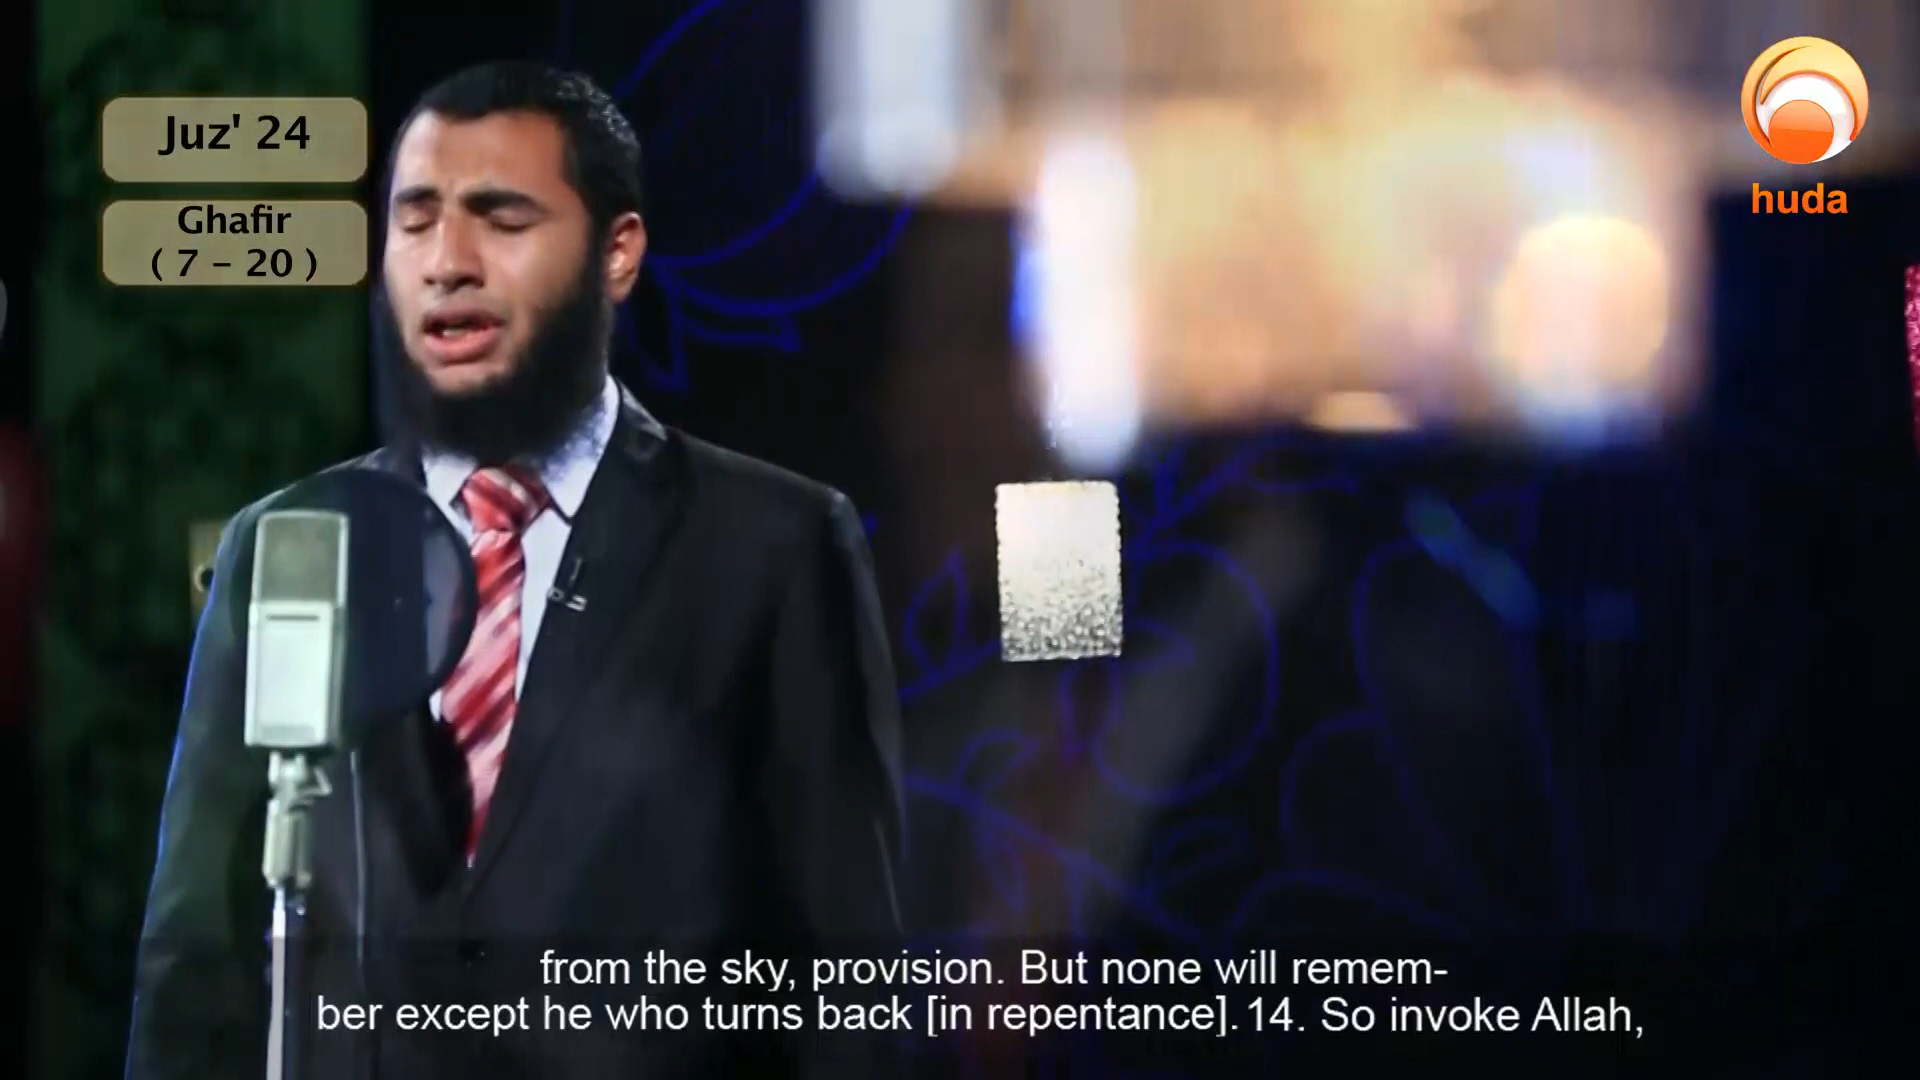 Juz' 24
Ghafir
( 7 – 20 )
huda
from the sky, provision. But none will remem-
ber except he who turns back [in repentance]. 14. So invoke Allah,